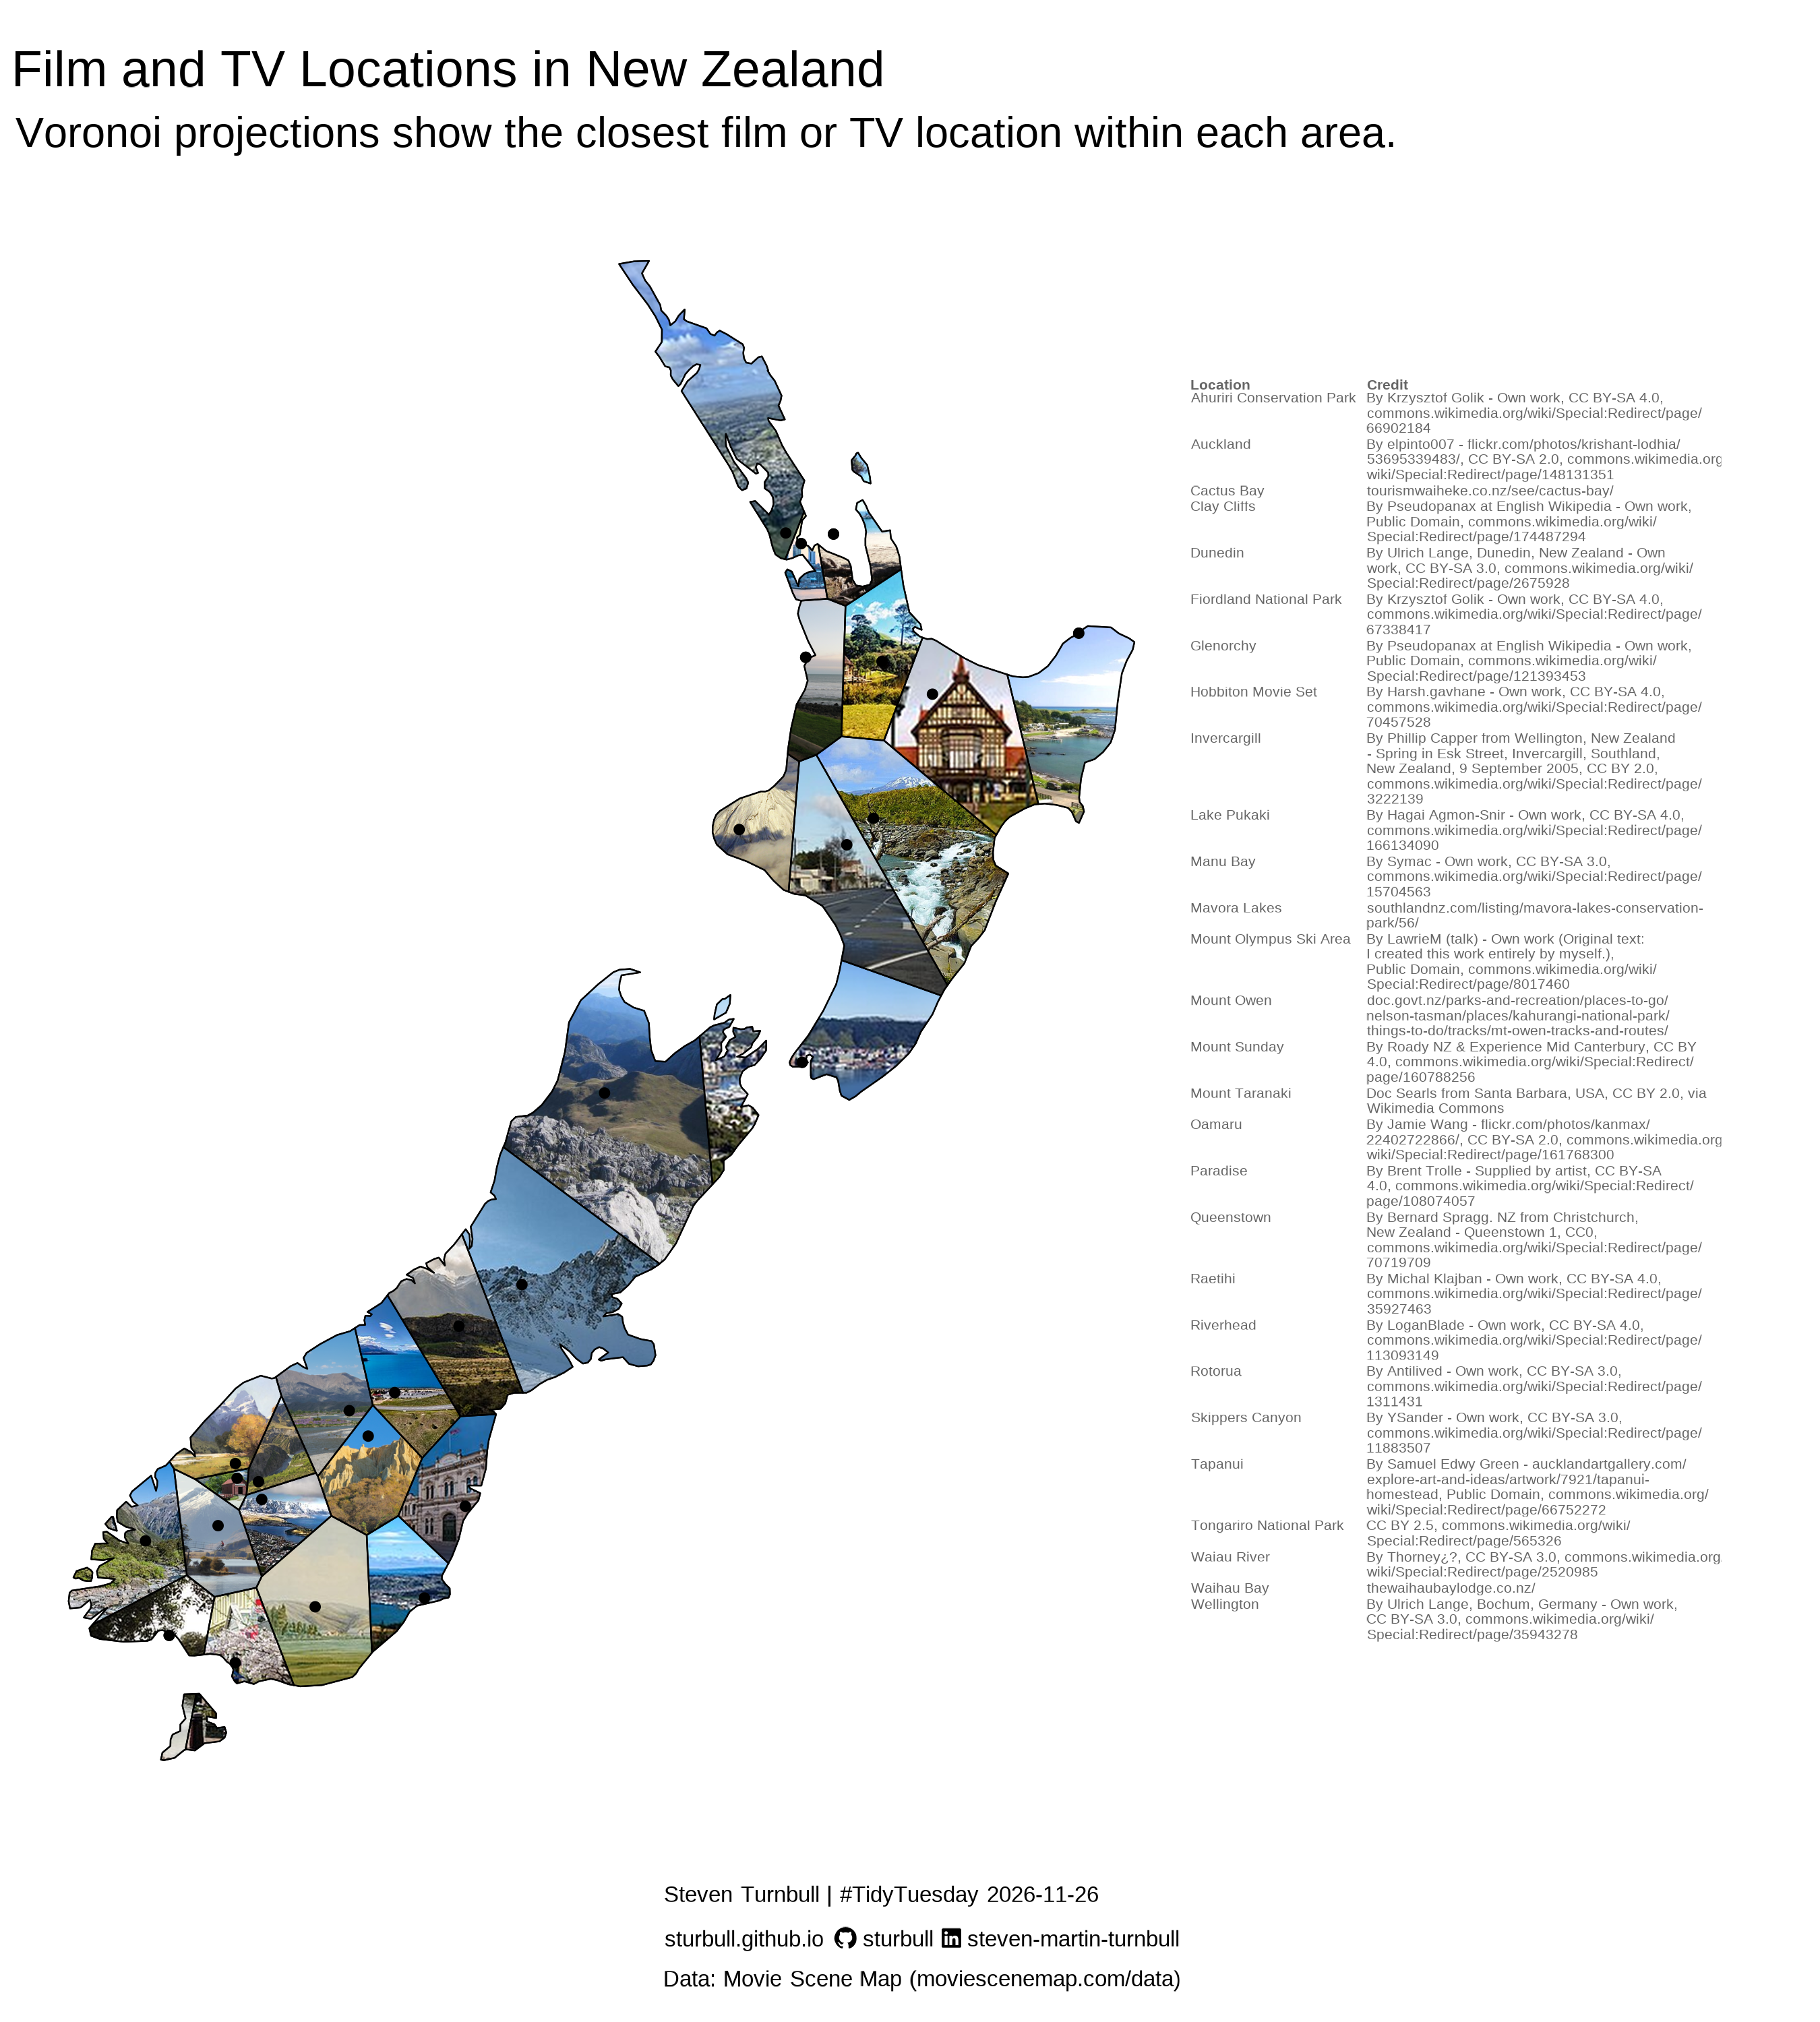 Film and TV Locations in New Zealand
Voronoi projections show the closest film or TV location within each area.
Location Credit
Ahuriri Conservation Park By Krzysztof Golik - Own work, CC BY-SA 4.0,
commons.wikimedia.org/wiki/Special:Redirect/page/
66902184
Auckland By elpinto007 - flickr.com/photos/krishant-lodhia/
53695339483/, CC BY-SA 2.0, commons.wikimedia.org
wiki/Special:Redirect/page/148131351
Cactus Bay tourismwaiheke.co.nz/see/cactus-bay/
Clay Cliffs By Pseudopanax at English Wikipedia - Own work,
Public Domain, commons.wikimedia.org/wiki/
Special:Redirect/page/174487294
Dunedin By Ulrich Lange, Dunedin, New Zealand - Own
work, CC BY-SA 3.0, commons.wikimedia.org/wiki/
Special:Redirect/page/2675928
Fiordland National Park By Krzysztof Golik - Own work, CC BY-SA 4.0,
commons.wikimedia.org/wiki/Special:Redirect/page/
67338417
Glenorchy By Pseudopanax at English Wikipedia - Own work,
Public Domain, commons.wikimedia.org/wiki/
Special:Redirect/page/121393453
Hobbiton Movie Set By Harsh.gavhane - Own work, CC BY-SA 4.0,
commons.wikimedia.org/wiki/Special:Redirect/page/
70457528
Invercargill By Phillip Capper from Wellington, New Zealand
- Spring in Esk Street, Invercargill, Southland,
New Zealand, 9 September 2005, CC BY 2.0,
commons.wikimedia.org/wiki/Special:Redirect/page/
3222139
Lake Pukaki By Hagai Agmon-Snir - Own work, CC BY-SA 4.0,
commons.wikimedia.org/wiki/Special:Redirect/page/
166134090
Manu Bay By Symac - Own work, CC BY-SA 3.0,
commons.wikimedia.org/wiki/Special:Redirect/page/
15704563
Mavora Lakes southlandnz.com/listing/mavora-lakes-conservation-
park/56/
Mount Olympus Ski Area By LawrieM (talk) - Own work (Original text:
I created this work entirely by myself.),
Public Domain, commons.wikimedia.org/wiki/
Special:Redirect/page/8017460
Mount Owen doc.govt.nz/parks-and-recreation/places-to-go/
nelson-tasman/places/kahurangi-national-park/
things-to-do/tracks/mt-owen-tracks-and-routes/
Mount Sunday By Roady NZ & Experience Mid Canterbury, CC BY
4.0, commons.wikimedia.org/wiki/Special:Redirect/
page/160788256
Mount Taranaki Doc Searls from Santa Barbara, USA, CC BY 2.0, via
Wikimedia Commons
Oamaru By Jamie Wang - flickr.com/photos/kanmax/
22402722866/, CC BY-SA 2.0, commons.wikimedia.org
wiki/Special:Redirect/page/161768300
Paradise By Brent Trolle - Supplied by artist, CC BY-SA
4.0, commons.wikimedia.org/wiki/Special:Redirect/
page/108074057
Queenstown By Bernard Spragg. NZ from Christchurch,
New Zealand - Queenstown 1, CC0,
commons.wikimedia.org/wiki/Special:Redirect/page/
70719709
Raetihi By Michal Klajban - Own work, CC BY-SA 4.0,
commons.wikimedia.org/wiki/Special:Redirect/page/
35927463
Riverhead By LoganBlade - Own work, CC BY-SA 4.0,
commons.wikimedia.org/wiki/Special:Redirect/page/
113093149
Rotorua By Antilived - Own work, CC BY-SA 3.0,
commons.wikimedia.org/wiki/Special:Redirect/page/
1311431
Skippers Canyon By YSander - Own work, CC BY-SA 3.0,
commons.wikimedia.org/wiki/Special:Redirect/page/
11883507
Tapanui By Samuel Edwy Green - aucklandartgallery.com/
explore-art-and-ideas/artwork/7921/tapanui-
homestead, Public Domain, commons.wikimedia.org/
wiki/Special:Redirect/page/66752272
Tongariro National Park CC BY 2.5, commons.wikimedia.org/wiki/
Special:Redirect/page/565326
Waiau River By Thorney¿?, CC BY-SA 3.0, commons.wikimedia.org
wiki/Special:Redirect/page/2520985
Waihau Bay thewaihaubaylodge.co.nz/
Wellington By Ulrich Lange, Bochum, Germany - Own work,
CC BY-SA 3.0, commons.wikimedia.org/wiki/
Special:Redirect/page/35943278
Steven Turnbull | #TidyTuesday 2026-11-26
sturbull.github.io sturbull steven-martin-turnbull
Data: Movie Scene Map (moviescenemap.com/data)